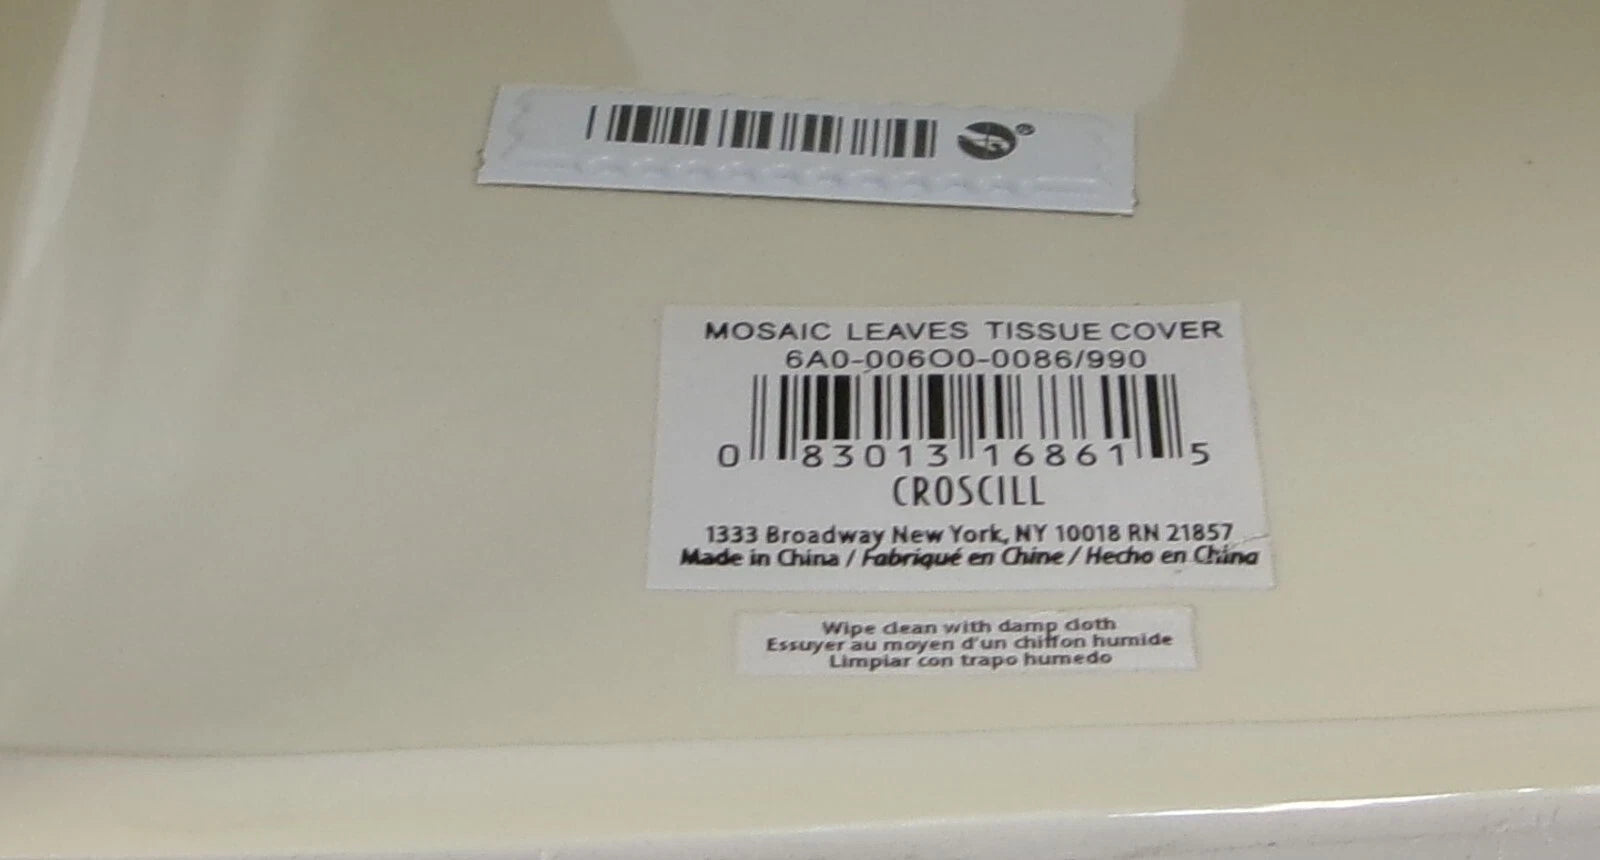 ®
MOSAIC LEAVES TISSUE COVER
6A0-006O0-0086/990
0 83013 16861 5
CROSCILL
1333 Broadway New York, NY 10018 RN 21857
Made in China / Fabriqué en Chine / Hecho en China
Wipe clean with damp cloth
Essuyer au moyen d'un chiffon humide
Limpiar con trapo humedo